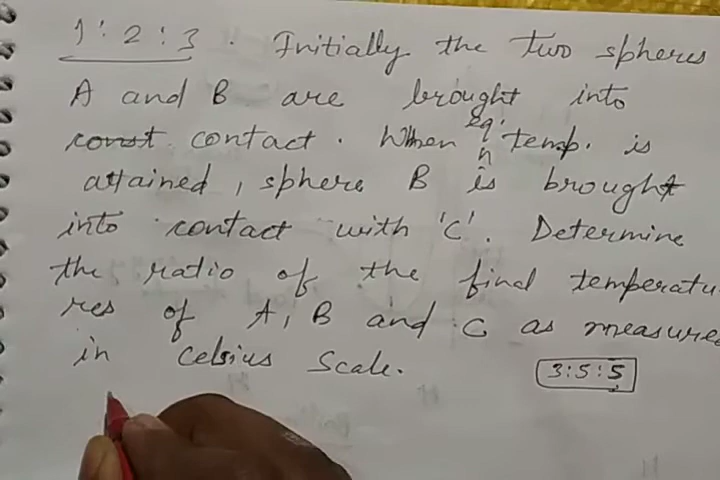 1:2:3. Initially the two spheres
A and B are brought into
const contact. When eq.n temp. is
attained, sphere B is brought
into contact with 'C'. Determine
the ratio of the final temperatu
res of A, B and C as measured
in Celsius Scale.
3:5:5